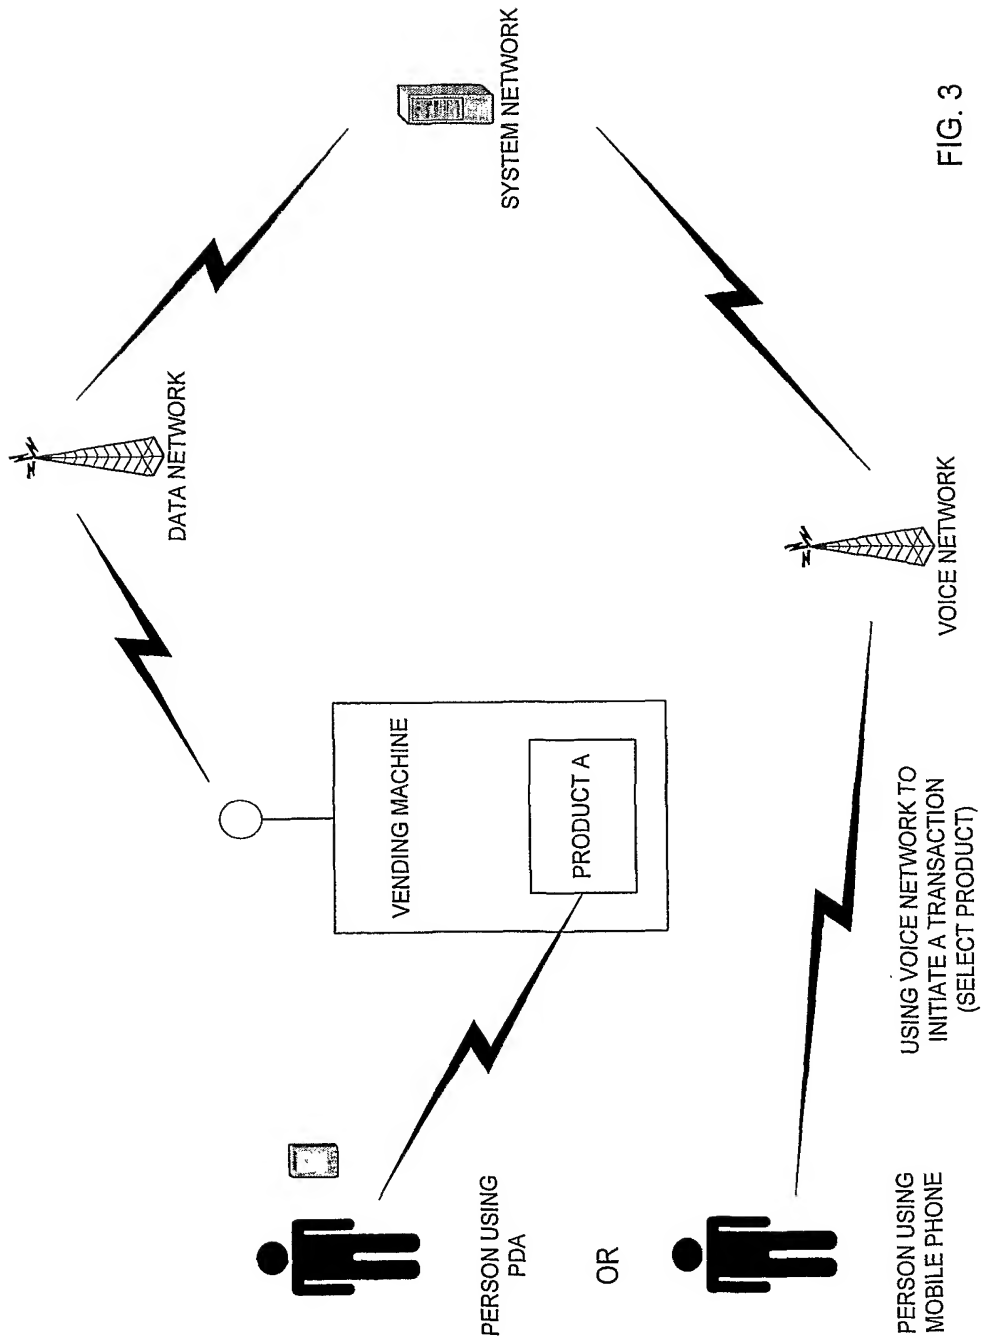 SYSTEM NETWORK
DATA NETWORK
VENDING MACHINE
PRODUCT A
PERSON USING
PDA
OR
PERSON USING
MOBILE PHONE
USING VOICE NETWORK TO
INITIATE A TRANSACTION
(SELECT PRODUCT)
VOICE NETWORK
FIG. 3